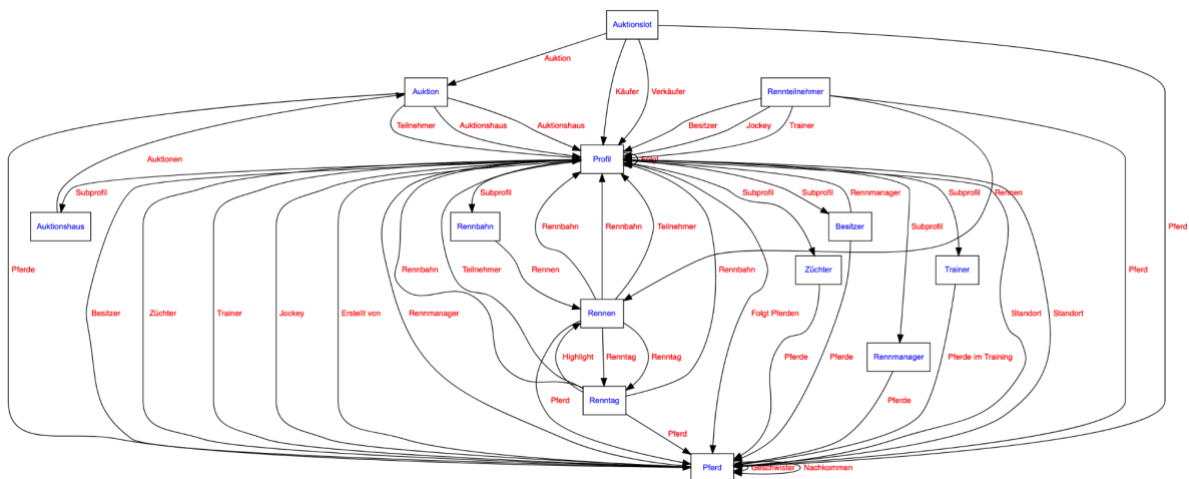 Auktionslot
Auktion
Auktion
Käufer
Verkäufer
Rennteilnehmer
Teilnehmer
Auktionshaus
Auktionshaus
Besitzer
Jockey
Trainer
Profil
Auktionen
Subprofil
Subprofil
Subprofil
Subprofil
Rennmanager
Subprofil
Rennen
Auktionshaus
Rennbahn
Rennbahn
Rennbahn
Teilnehmer
Besitzer
Subprofil
Pferd
Pferde
Rennbahn
Teilnehmer
Rennen
Rennbahn
Züchter
Trainer
Pferd
Besitzer
Züchter
Trainer
Jockey
Erstellt von
Rennmanager
Rennen
Folgt Pferden
Standort
Standort
Highlight
Renntag
Renntag
Pferde
Pferde
Rennmanager
Pferde im Training
Pferd
Renntag
Pferde
Pferd
Pferd
Geschwister
Nachkommen